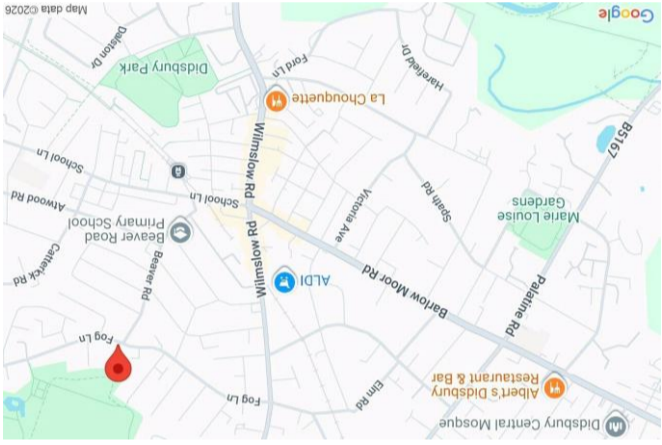 Didsbury Central Mosque
Albert's Didsbury
Restaurant & Bar
Elm Rd
Fog Ln
Fog Ln
Palatine Rd
Barlow Moor Rd
ALDI
Wilmslow Rd
Beaver Rd
Catterick Rd
Beaver Road
Primary School
Marie Louise
Gardens
Spath Rd
Victoria Ave
School Ln
Atwood Rd
School Ln
B5167
Wilmslow Rd
La Chouquette
Harefield Dr
Ford Ln
Didsbury Park
Dalston Dr
Google
Map data ©2026